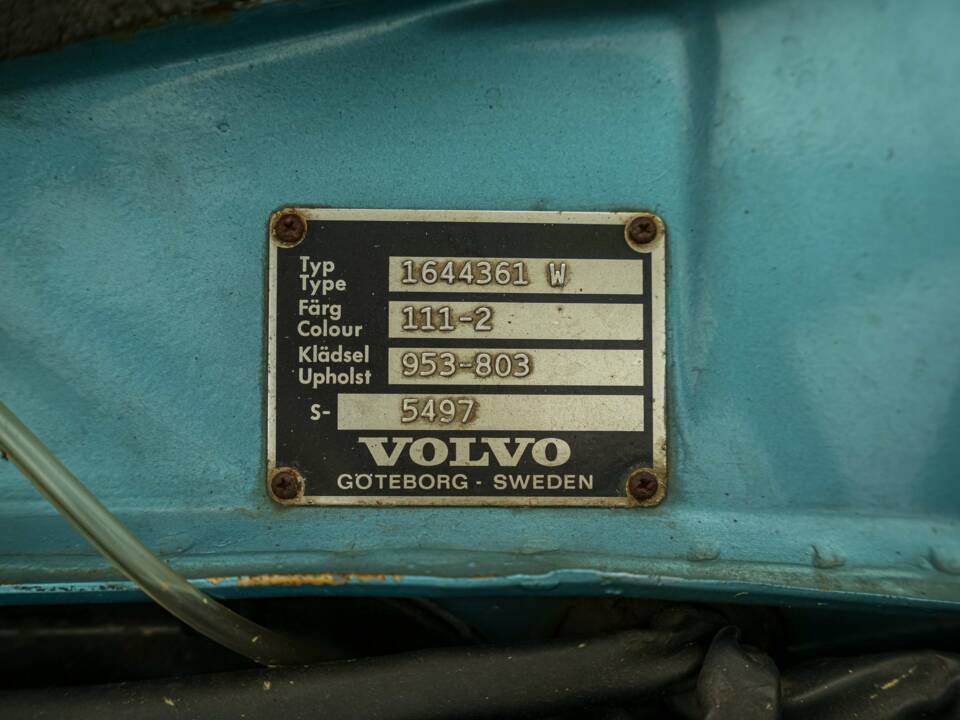 Typ
Type 1644361 W
Färg
Colour 111-2
Klädsel
Upholst 953-803
S- 5497
VOLVO
GÖTEBORG - SWEDEN